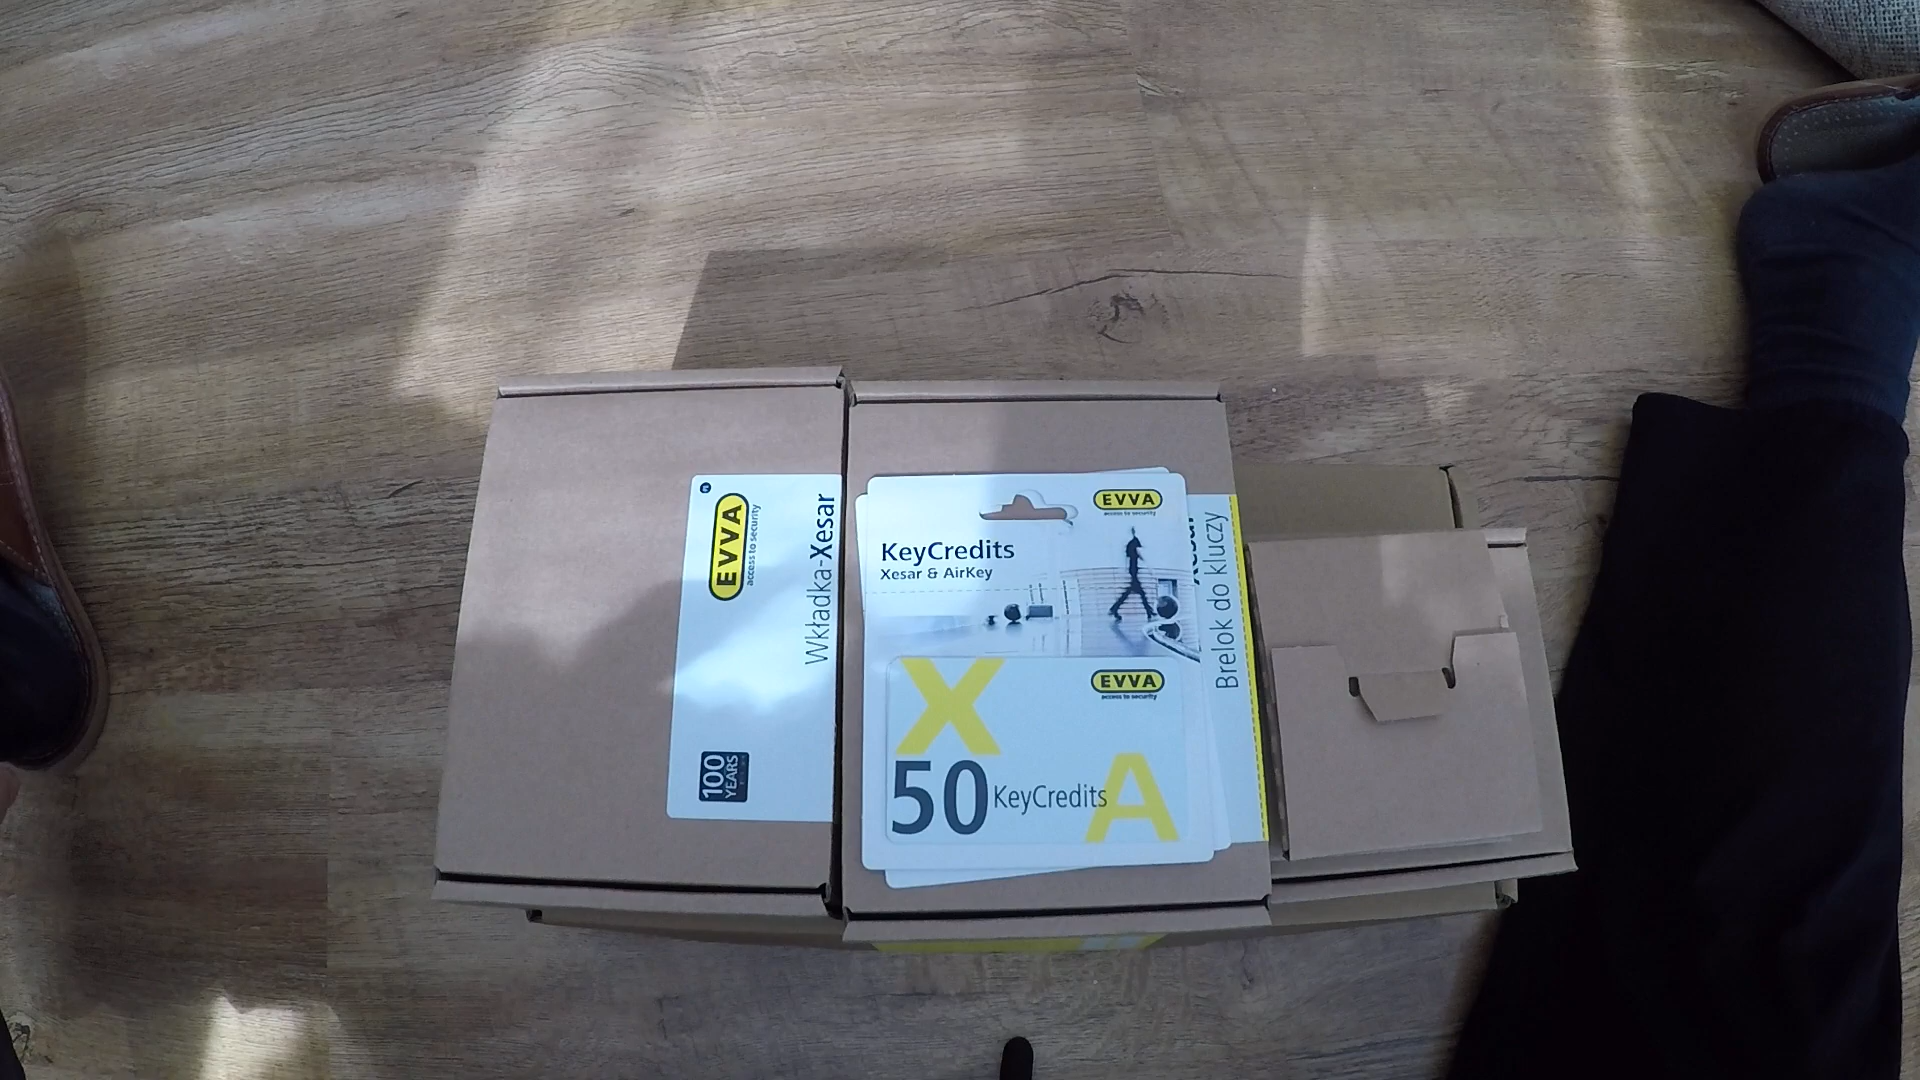 EVVA
access to security
Wkładka-Xesar
100
YEARS
EVVA
access to security
KeyCredits
Xesar & AirKey
EVVA
access to security
X
50 KeyCredits
A
Xesar
Brelok do kluczy